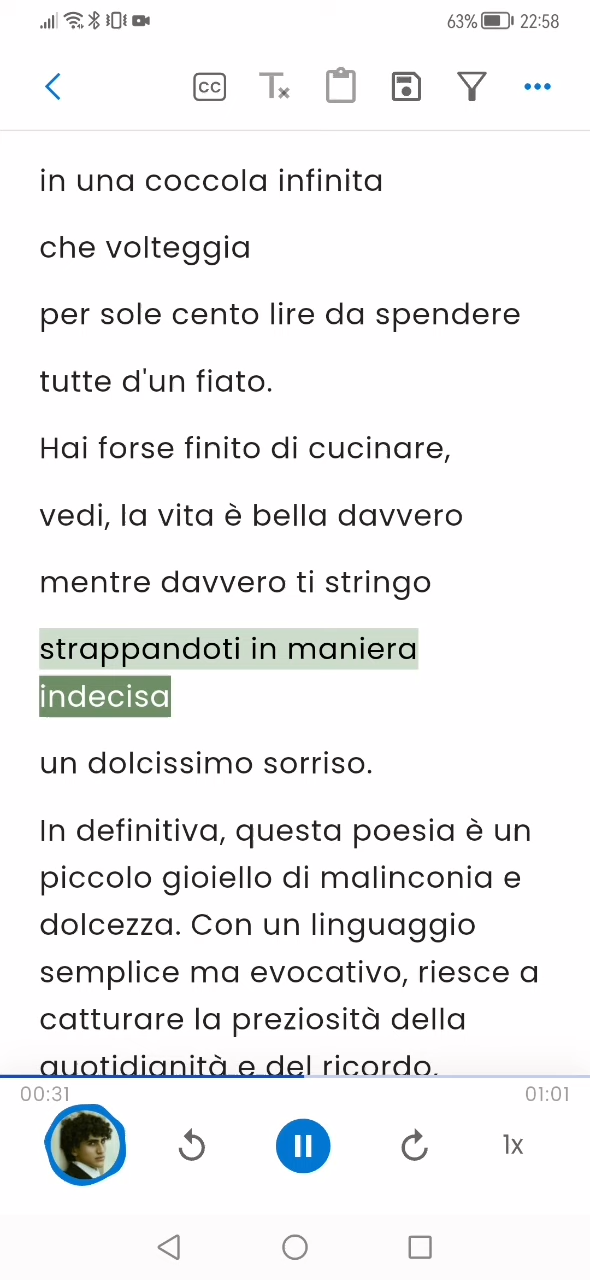 63% 22:58
CC
in una coccola infinita
che volteggia
per sole cento lire da spendere
tutte d'un fiato.
Hai forse finito di cucinare,
vedi, la vita è bella davvero
mentre davvero ti stringo
strappandoti in maniera
indecisa
un dolcissimo sorriso.
In definitiva, questa poesia è un
piccolo gioiello di malinconia e
dolcezza. Con un linguaggio
semplice ma evocativo, riesce a
catturare la preziosità della
quotidianità e del ricordo.
00:31 01:01
1x